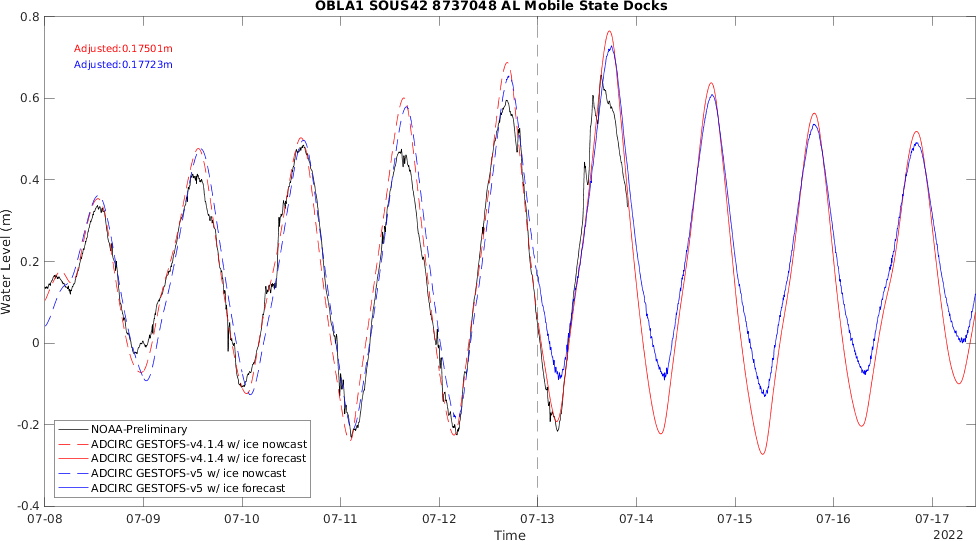 OBLA1 SOUS42 8737048 AL Mobile State Docks
Adjusted:0.17501m
Adjusted:0.17723m
0.8
0.6
0.4
0.2
0
-0.2
-0.4
Water Level (m)
NOAA-Preliminary
ADCIRC GESTOFS-v4.1.4 w/ ice nowcast
ADCIRC GESTOFS-v4.1.4 w/ ice forecast
ADCIRC GESTOFS-v5 w/ ice nowcast
ADCIRC GESTOFS-v5 w/ ice forecast
07-08 07-09 07-10 07-11 07-12 07-13 07-14 07-15 07-16 07-17
Time
2022